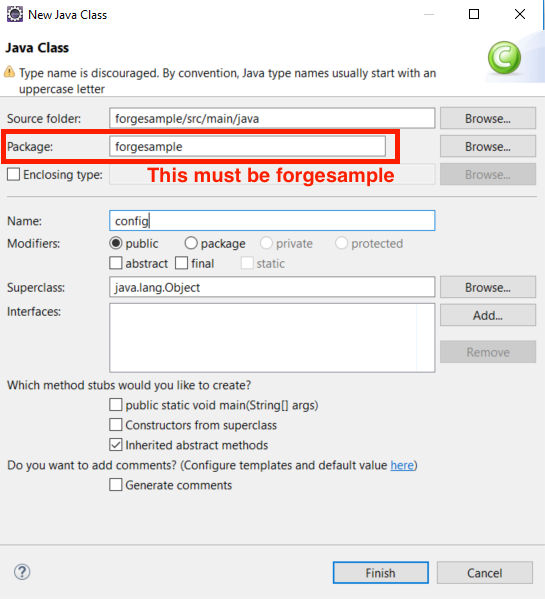 New Java Class
Java Class
Type name is discouraged. By convention, Java type names usually start with an
uppercase letter
Source folder: forgesample/src/main/java Browse...
Package: forgesample Browse...
Enclosing type: This must be forgesample Browse...
Name: config
Modifiers: public package private protected
abstract final static
Superclass: java.lang.Object Browse...
Interfaces: Add...
Remove
Which method stubs would you like to create?
public static void main(String[] args)
Constructors from superclass
Inherited abstract methods
Do you want to add comments? (Configure templates and default value here)
Generate comments
? Finish Cancel